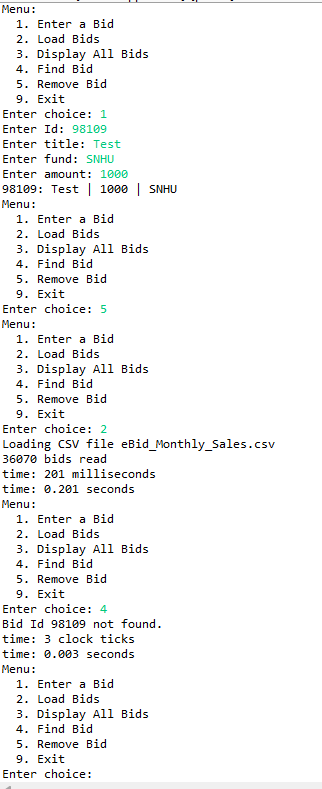 Menu:
1. Enter a Bid
2. Load Bids
3. Display All Bids
4. Find Bid
5. Remove Bid
9. Exit
Enter choice: 1
Enter Id: 98109
Enter title: Test
Enter fund: SNHU
Enter amount: 1000
98109: Test | 1000 | SNHU
Menu:
1. Enter a Bid
2. Load Bids
3. Display All Bids
4. Find Bid
5. Remove Bid
9. Exit
Enter choice: 5
Menu:
1. Enter a Bid
2. Load Bids
3. Display All Bids
4. Find Bid
5. Remove Bid
9. Exit
Enter choice: 2
Loading CSV file eBid_Monthly_Sales.csv
36070 bids read
time: 201 milliseconds
time: 0.201 seconds
Menu:
1. Enter a Bid
2. Load Bids
3. Display All Bids
4. Find Bid
5. Remove Bid
9. Exit
Enter choice: 4
Bid Id 98109 not found.
time: 3 clock ticks
time: 0.003 seconds
Menu:
1. Enter a Bid
2. Load Bids
3. Display All Bids
4. Find Bid
5. Remove Bid
9. Exit
Enter choice: